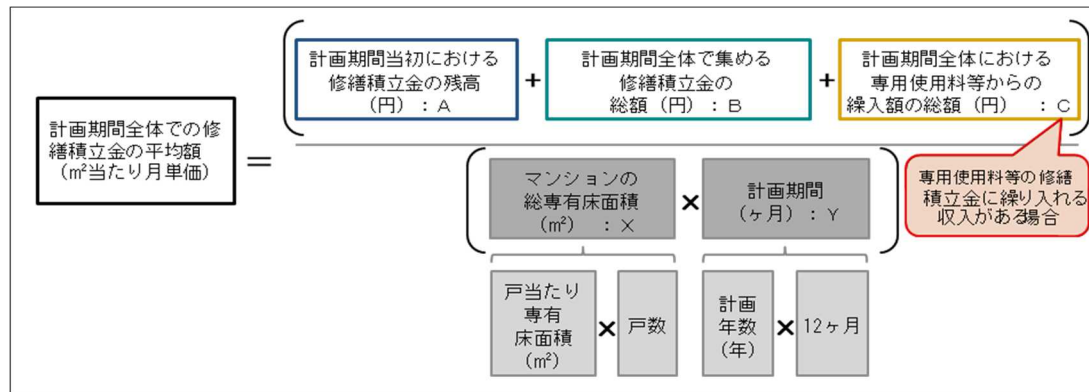 計画期間全体での修
繕積立金の平均額
（㎡当たり月単価）
＝
計画期間当初における
修繕積立金の残高
（円）：A
＋
計画期間全体で集める
修繕積立金の
総額（円）：B
＋
計画期間全体における
専用使用料等からの
繰入額の総額（円）：C
マンションの
総専有床面積
（㎡）：X
×
計画期間
（ヶ月）：Y
専用使用料等の修繕
積立金に繰り入れる
収入がある場合
戸当たり
専有
床面積
（㎡）
×
戸数
計画
年数
（年）
×
12ヶ月